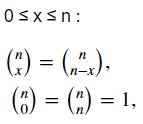 0 ≤ x ≤ n :
(n x) = (n n−x),
(n 0) = (n n) = 1,